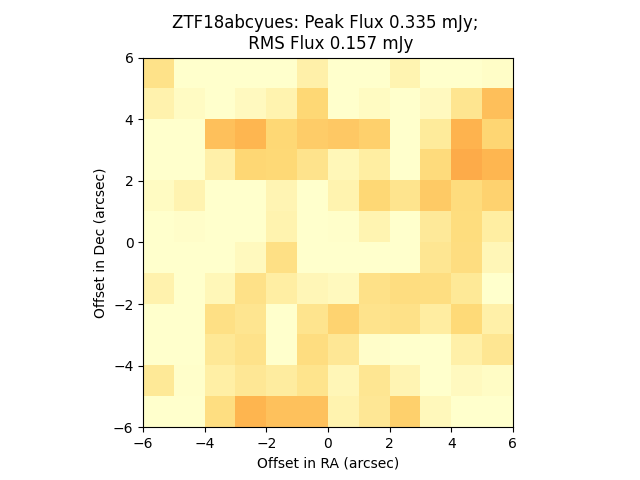 ZTF18abcyues: Peak Flux 0.335 mJy;
RMS Flux 0.157 mJy
6
4
2
0
−2
−4
−6
Offset in Dec (arcsec)
−6 −4 −2 0 2 4 6
Offset in RA (arcsec)